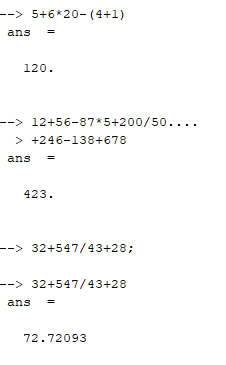 --> 5+6*20-(4+1)
ans =
120.
--> 12+56-87*5+200/50....
> +246-138+678
ans =
423.
--> 32+547/43+28;
--> 32+547/43+28
ans =
72.72093